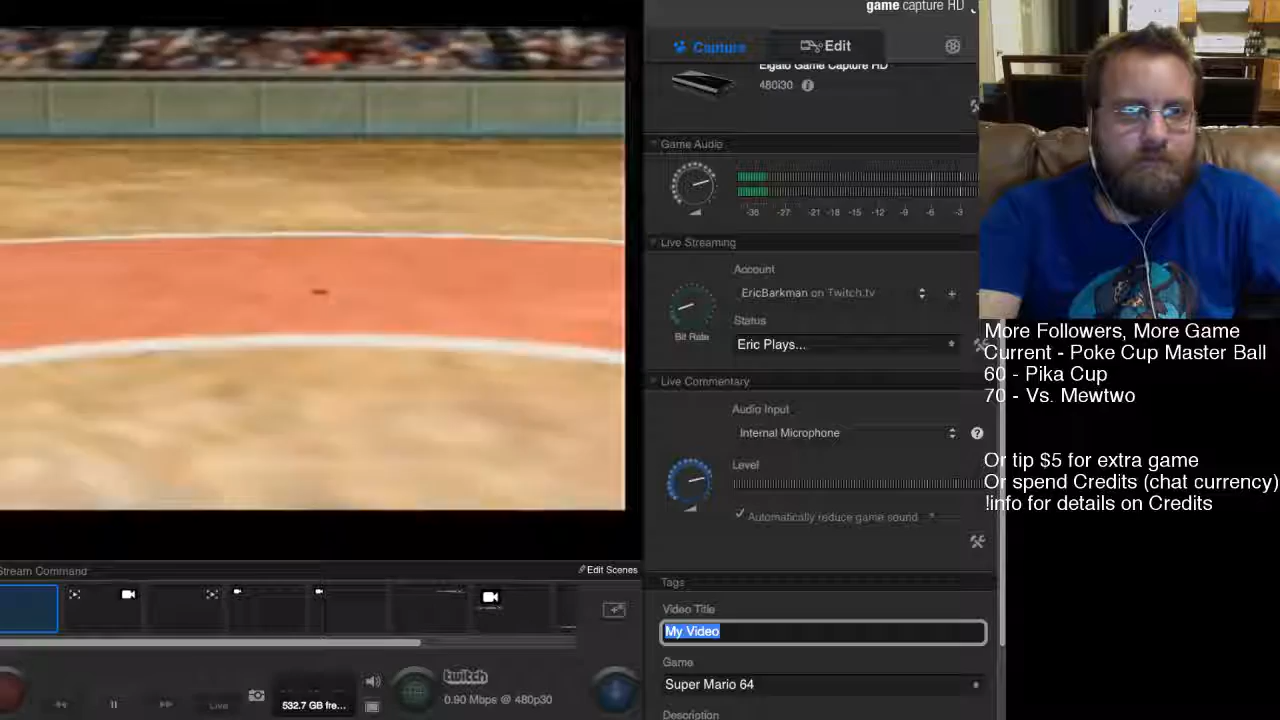 game capture HD
Capture
Edit
Elgato Game Capture HD
480i30
Game Audio
-36 -27 -21 -18 -15 -12 -9 -6 -3
Live Streaming
Account
EricBarkman on Twitch.tv
Status
Bit Rate
Eric Plays...
Live Commentary
Audio Input
Internal Microphone
Level
Automatically reduce game sound
Tags
Video Title
My Video
Game
Super Mario 64
Description
Stream Command
Edit Scenes
Live
532.7 GB fre...
twitch
0.90 Mbps @ 480p30
More Followers, More Game
Current - Poke Cup Master Ball
60 - Pika Cup
70 - Vs. Mewtwo
Or tip $5 for extra game
Or spend Credits (chat currency)
!info for details on Credits